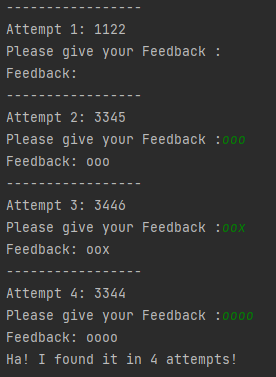 -----------------
Attempt 1: 1122
Please give your Feedback :
Feedback:
-----------------
Attempt 2: 3345
Please give your Feedback :ooo
Feedback: ooo
-----------------
Attempt 3: 3446
Please give your Feedback :oox
Feedback: oox
-----------------
Attempt 4: 3344
Please give your Feedback :oooo
Feedback: oooo
Ha! I found it in 4 attempts!